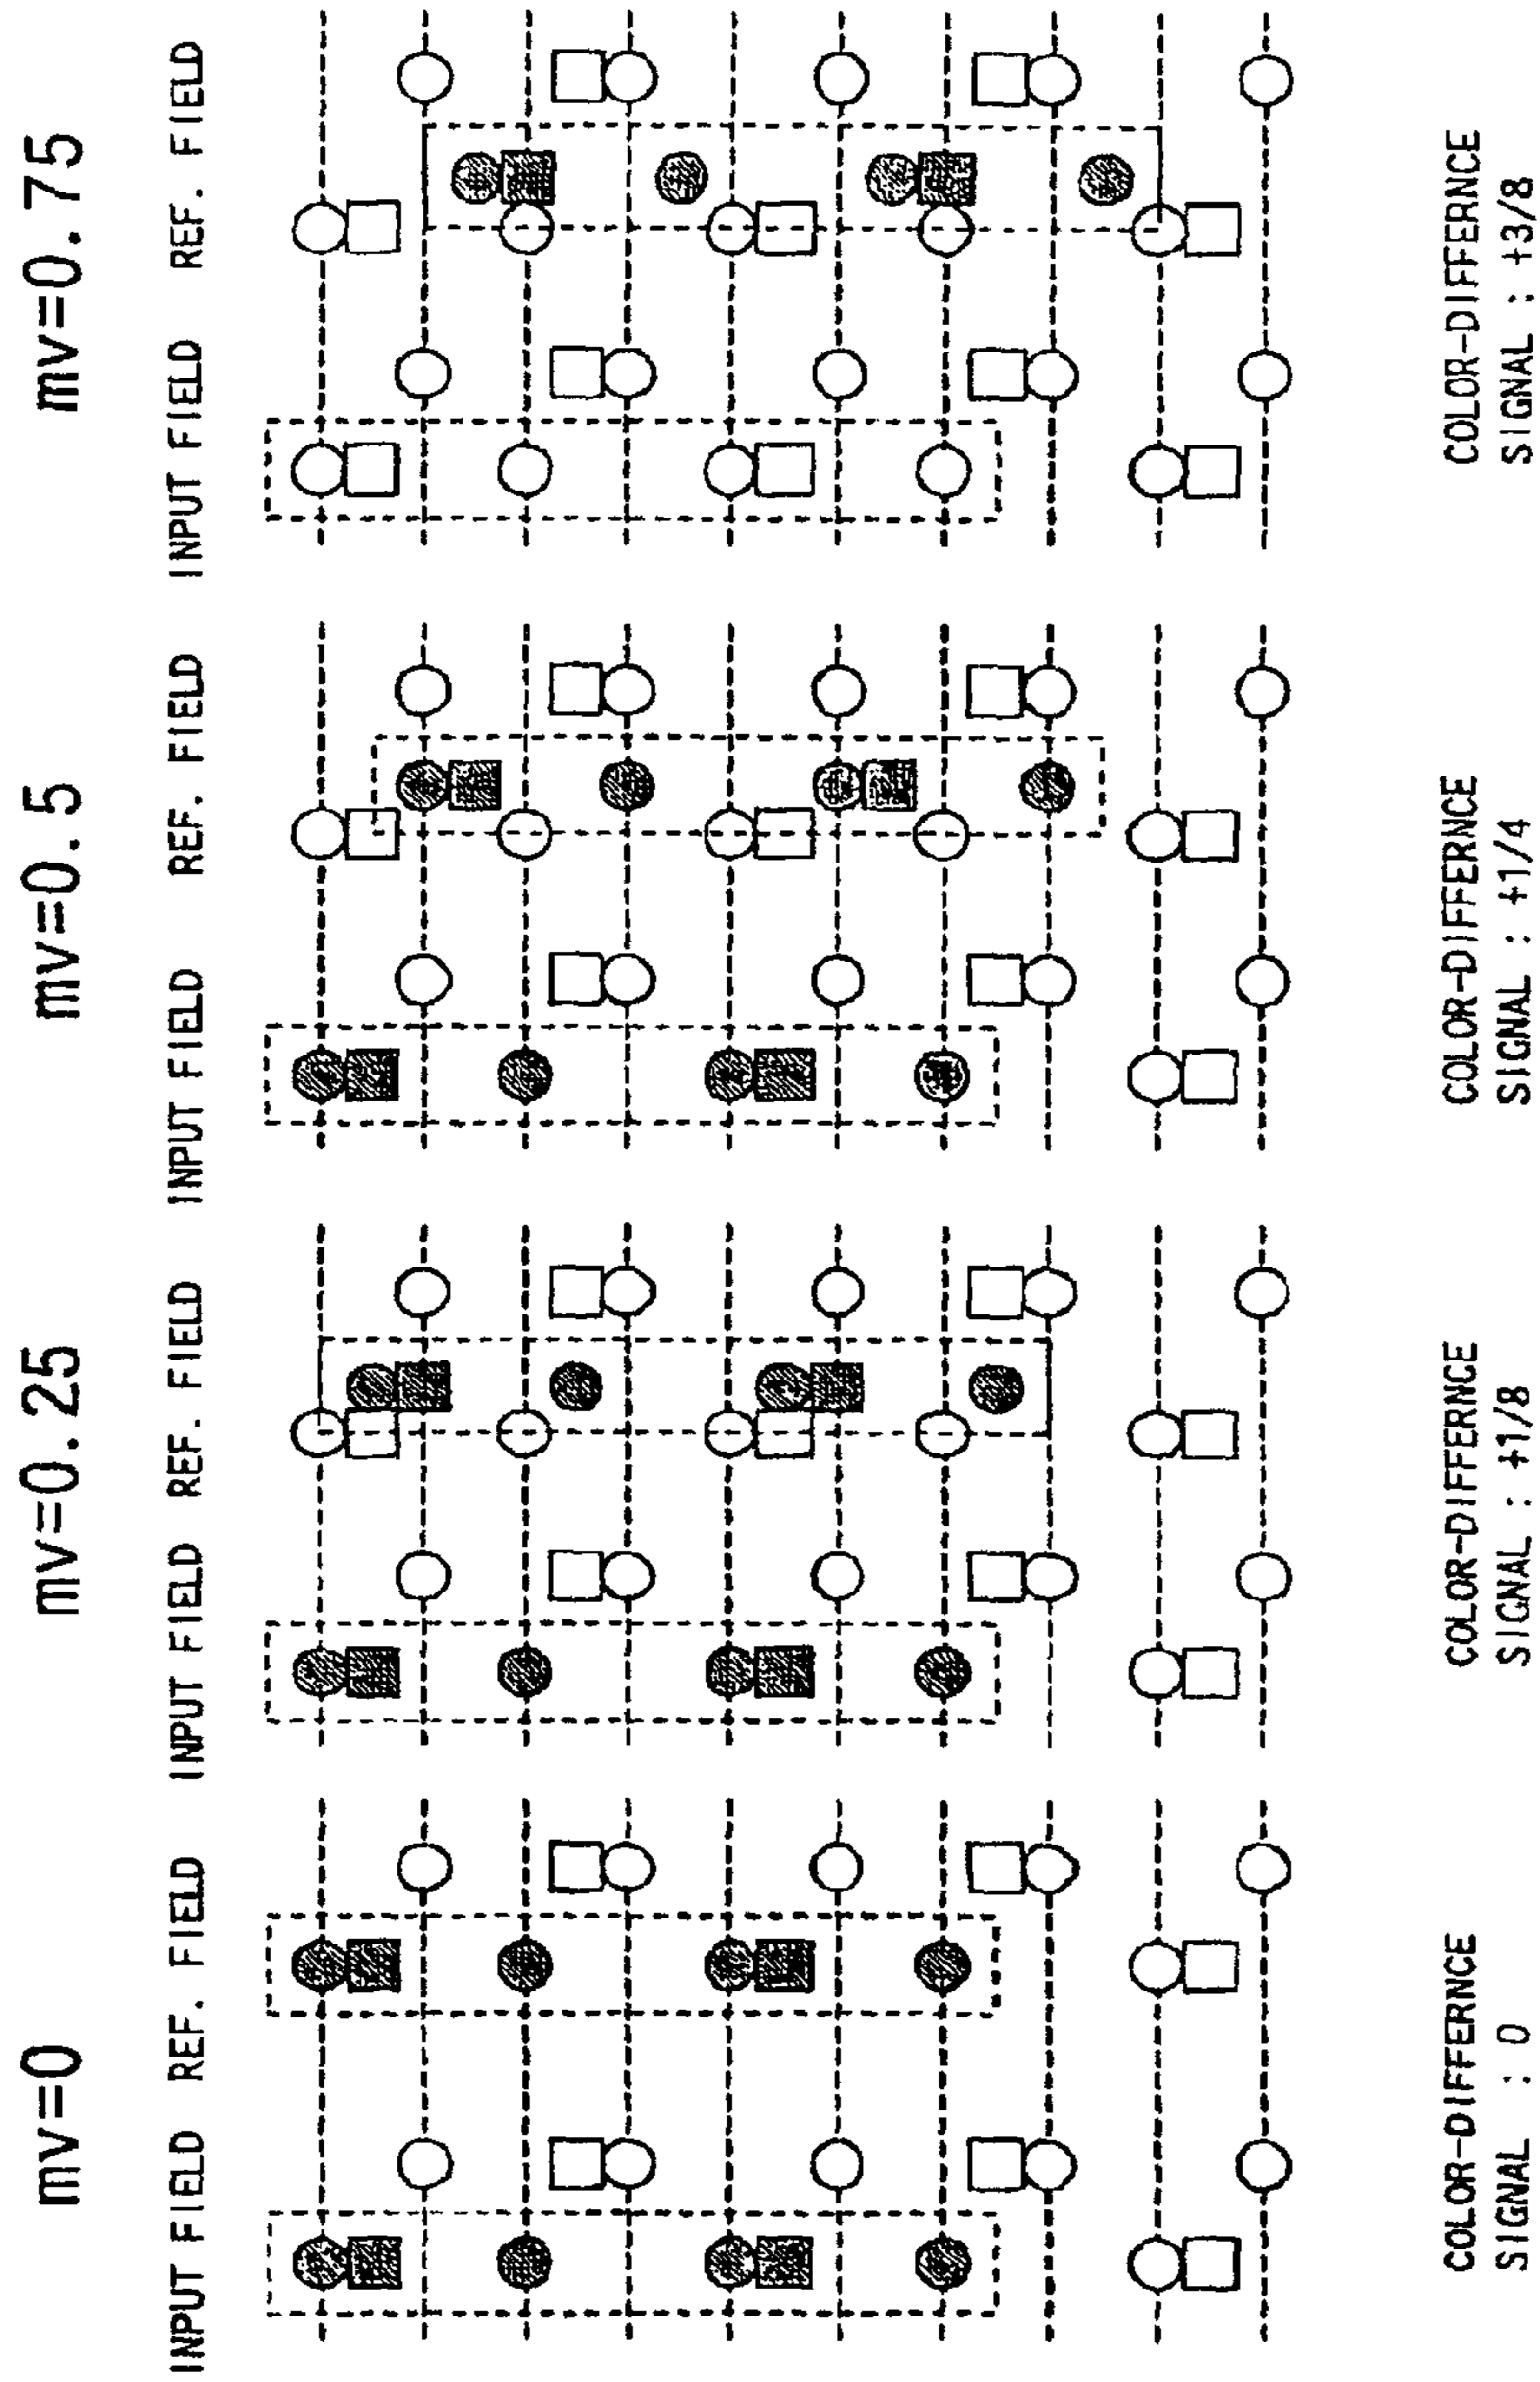 mv=0 mv=0.25 mv=0.5 mv=0.75
INPUT FIELD REF. FIELD INPUT FIELD REF. FIELD INPUT FIELD REF. FIELD INPUT FIELD REF. FIELD
COLOR-DIFFERNCE COLOR-DIFFERNCE COLOR-DIFFERNCE COLOR-DIFFERNCE
SIGNAL : 0 SIGNAL : +1/8 SIGNAL : +1/4 SIGNAL : +3/8